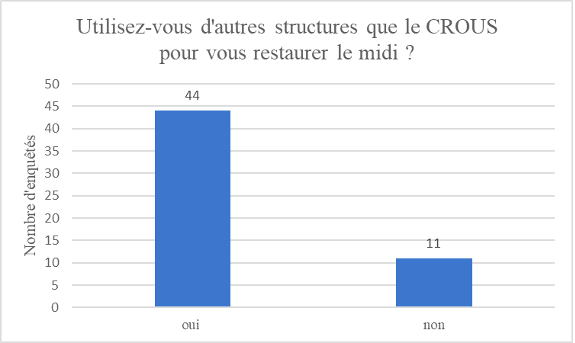 Utilisez-vous d'autres structures que le CROUS
pour vous restaurer le midi ?
Nombre d'enquêtés
50
45
40
35
30
25
20
15
10
5
0
44
11
oui
non